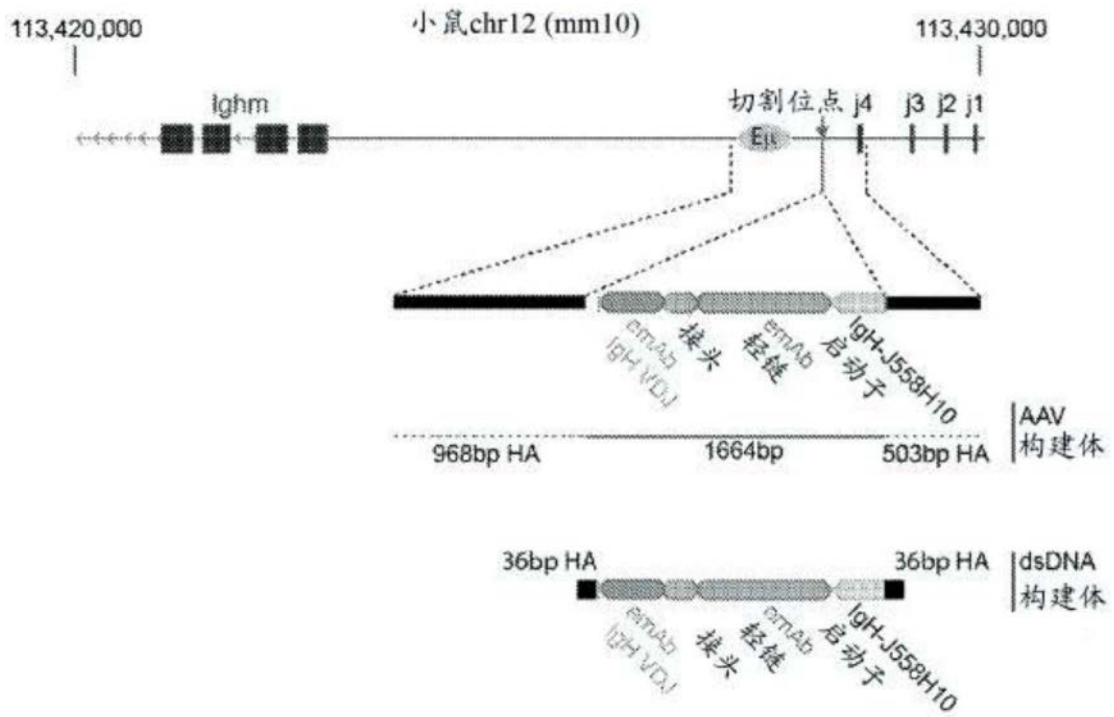 小鼠chr12 (mm10)
113,420,000
113,430,000
Ighm
Eμ
切割位点
j4
j3
j2
j1
emAb
IgH VDJ
接头
emAb
轻链
IgH-J558H10
启动子
AAV
构建体
968bp HA
1664bp
503bp HA
36bp HA
36bp HA
dsDNA
构建体
emAb
IgH VDJ
接头
emAb
轻链
IgH-J558H10
启动子